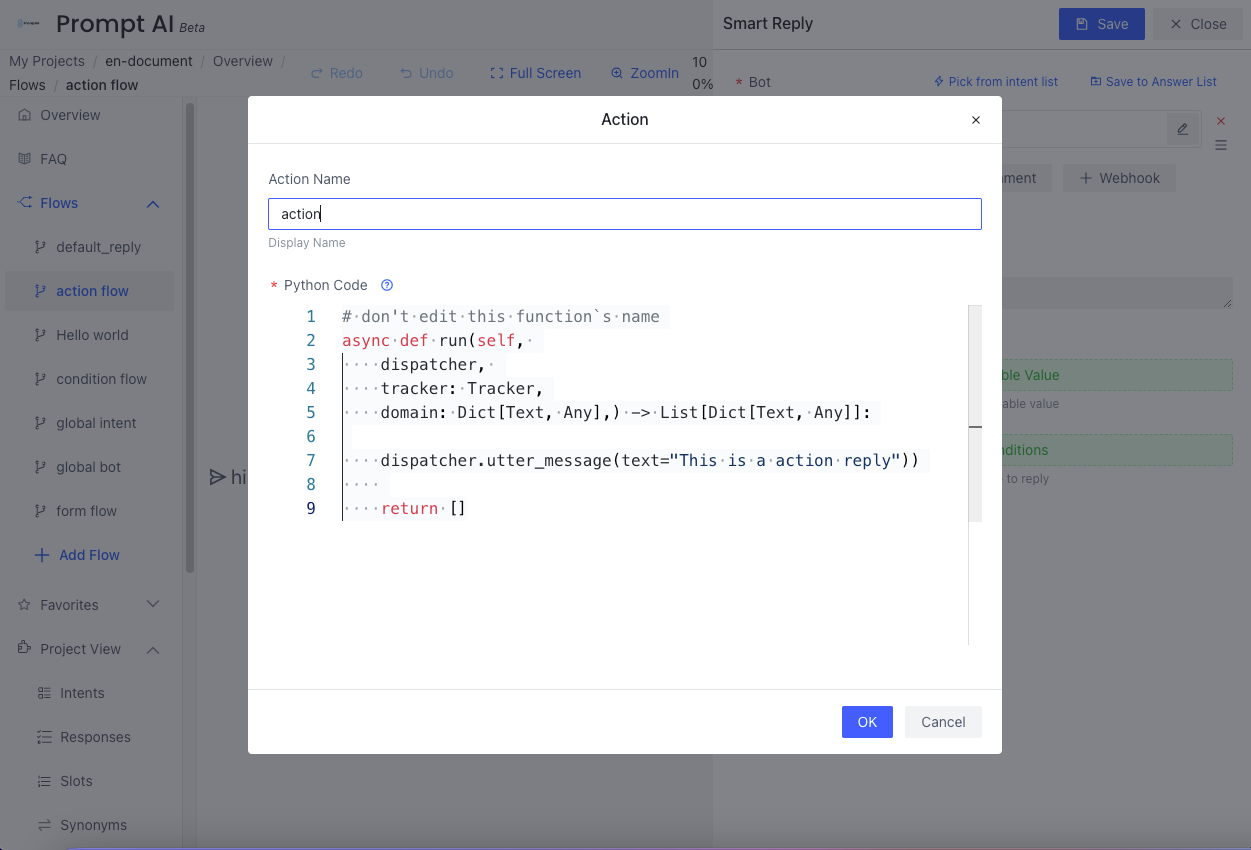 Prompt AI Beta
Smart Reply
Save
Close
My Projects / en-document / Overview /
Flows / action flow
Redo
Undo
Full Screen
ZoomIn
10
0%
* Bot
Pick from intent list
Save to Answer List
Overview
FAQ
Flows
default_reply
action flow
Hello world
condition flow
global intent
global bot
form flow
Add Flow
Favorites
Project View
Intents
Responses
Slots
Synonyms
hi
Action
Action Name
action
Display Name
* Python Code
1 # don't edit this function`s name
2 async def run(self,
3 dispatcher,
4 tracker: Tracker,
5 domain: Dict[Text, Any],) -> List[Dict[Text, Any]]:
6
7 dispatcher.utter_message(text="This is a action reply"))
8
9 return []
OK
Cancel
Webhook
Value
value
to reply